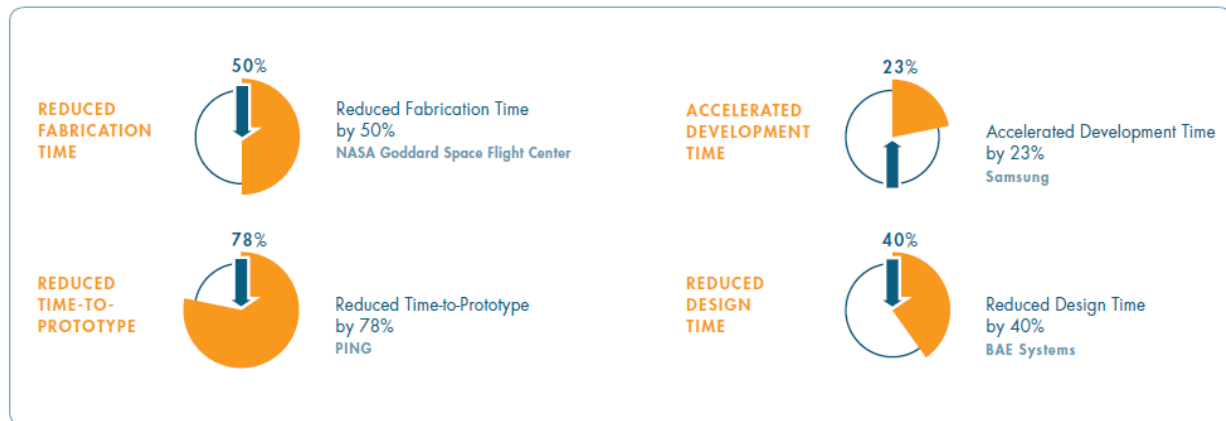 50%
REDUCED
FABRICATION
TIME
Reduced Fabrication Time
by 50%
NASA Goddard Space Flight Center
23%
ACCELERATED
DEVELOPMENT
TIME
Accelerated Development Time
by 23%
Samsung
78%
REDUCED
TIME-TO-
PROTOTYPE
Reduced Time-to-Prototype
by 78%
PING
40%
REDUCED
DESIGN
TIME
Reduced Design Time
by 40%
BAE Systems